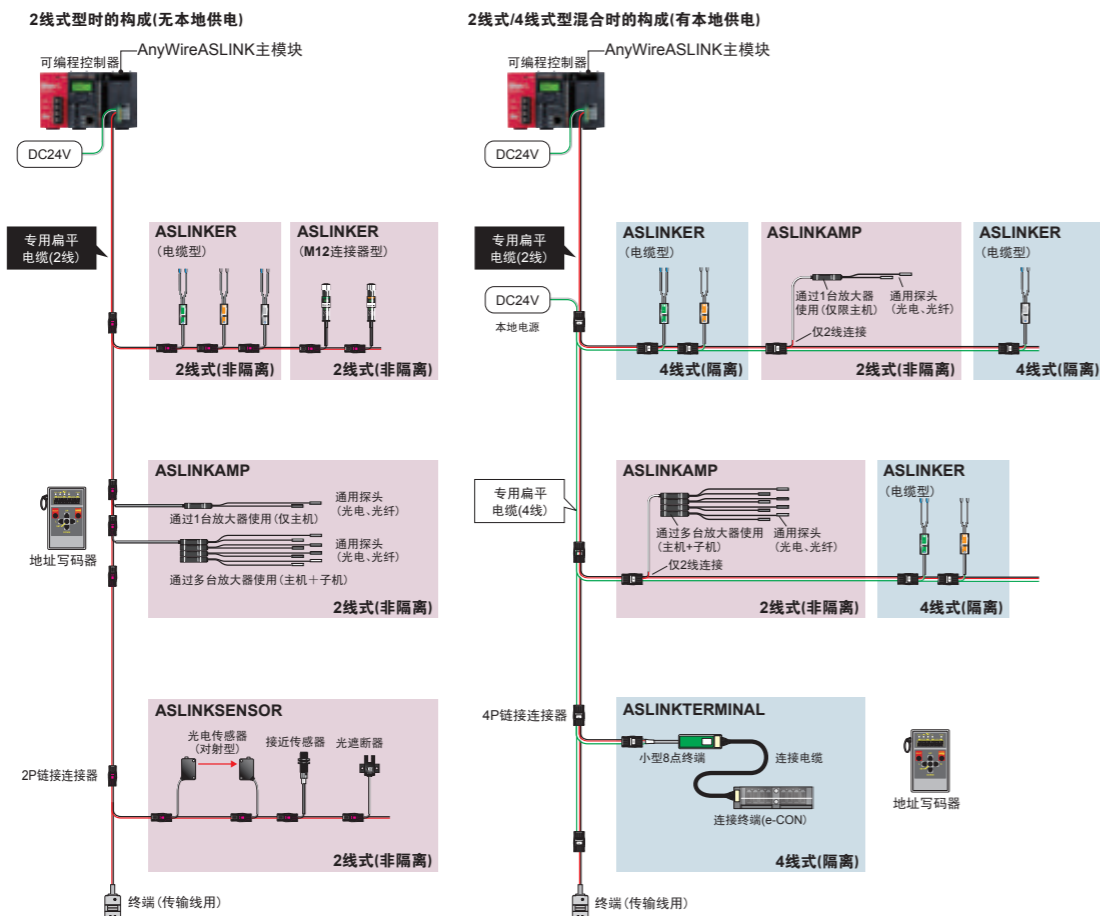 2线式型时的构成(无本地供电)
AnyWireASLINK主模块
可编程控制器
DC24V
专用扁平
电缆(2线)
ASLINKER
(电缆型)
2线式(非隔离)
ASLINKER
(M12连接器型)
2线式(非隔离)
地址写码器
ASLINKAMP
通用探头
(光电、光纤)
通过1台放大器使用(仅主机)
通用探头
(光电、光纤)
通过多台放大器使用(主机＋子机)
2线式(非隔离)
2P链接连接器
ASLINKSENSOR
光电传感器
(对射型)
接近传感器
光遮断器
2线式(非隔离)
终端(传输线用)
2线式/4线式型混合时的构成(有本地供电)
AnyWireASLINK主模块
可编程控制器
DC24V
专用扁平
电缆(2线)
DC24V
本地电源
ASLINKER
(电缆型)
4线式(隔离)
ASLINKAMP
通过1台放大器
使用(仅限主机)
通用探头
(光电、光纤)
仅2线连接
2线式(非隔离)
ASLINKER
(电缆型)
4线式(隔离)
专用扁平
电缆(4线)
ASLINKAMP
通过多台放大器使用
(主机+子机)
通用探头
(光电、光纤)
仅2线连接
2线式(非隔离)
ASLINKER
(电缆型)
4线式(隔离)
4P链接连接器
ASLINKTERMINAL
小型8点终端
连接电缆
连接终端(e-CON)
4线式(隔离)
地址写码器
终端(传输线用)